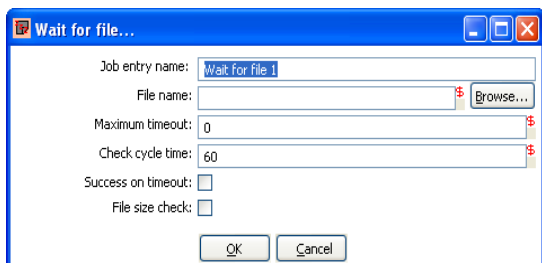 Wait for file...
Job entry name: Wait for file 1
File name: $ Browse...
Maximum timeout: 0 $
Check cycle time: 60 $
Success on timeout:
File size check:
OK Cancel